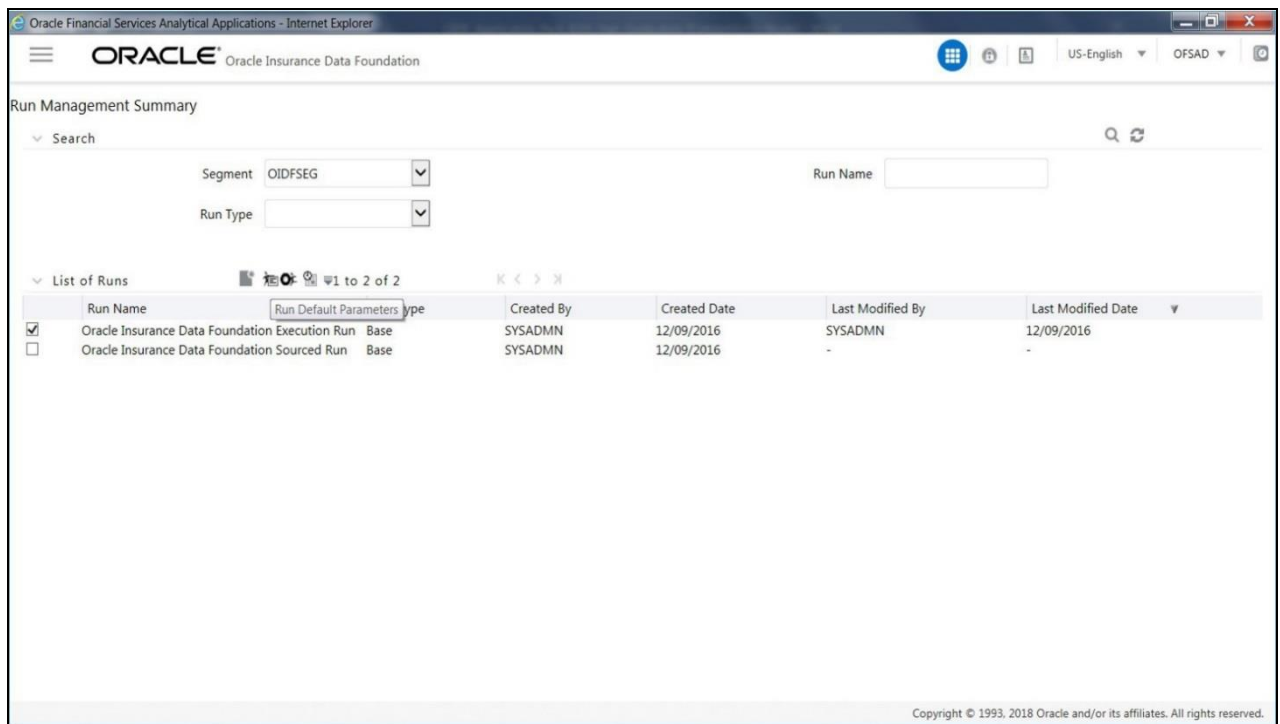 Oracle Financial Services Analytical Applications - Internet Explorer
ORACLE® Oracle Insurance Data Foundation
US-English OFSAD
Run Management Summary
Search
Segment OIDFSEG Run Name
Run Type
List of Runs 1 to 2 of 2
Run Name Run Default Parameters ype Created By Created Date Last Modified By Last Modified Date
Oracle Insurance Data Foundation Execution Run Base SYSADMN 12/09/2016 SYSADMN 12/09/2016
Oracle Insurance Data Foundation Sourced Run Base SYSADMN 12/09/2016 - -
Copyright © 1993, 2018 Oracle and/or its affiliates. All rights reserved.